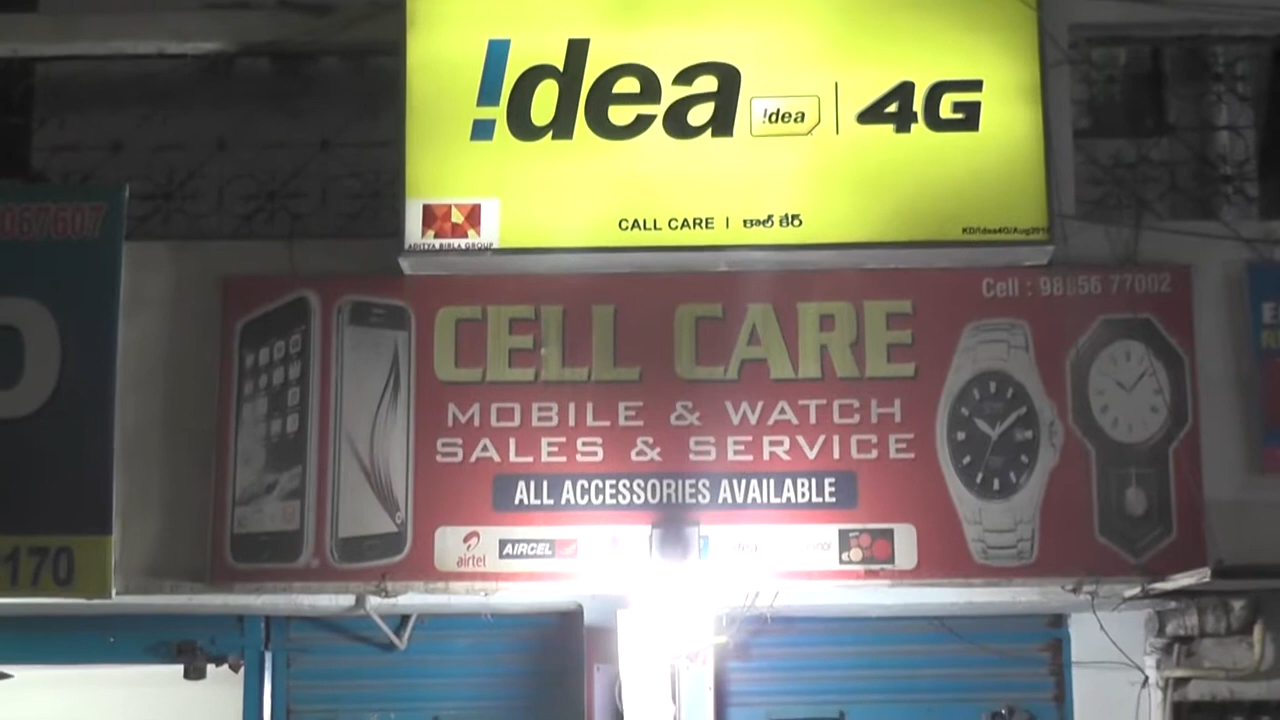 !dea !dea | 4G
ADITYA BIRLA GROUP
CALL CARE | కాల్ కేర్
067607
Cell : 98856 77002
CELL CARE
MOBILE & WATCH
SALES & SERVICE
ALL ACCESSORIES AVAILABLE
airtel
AIRCEL
170